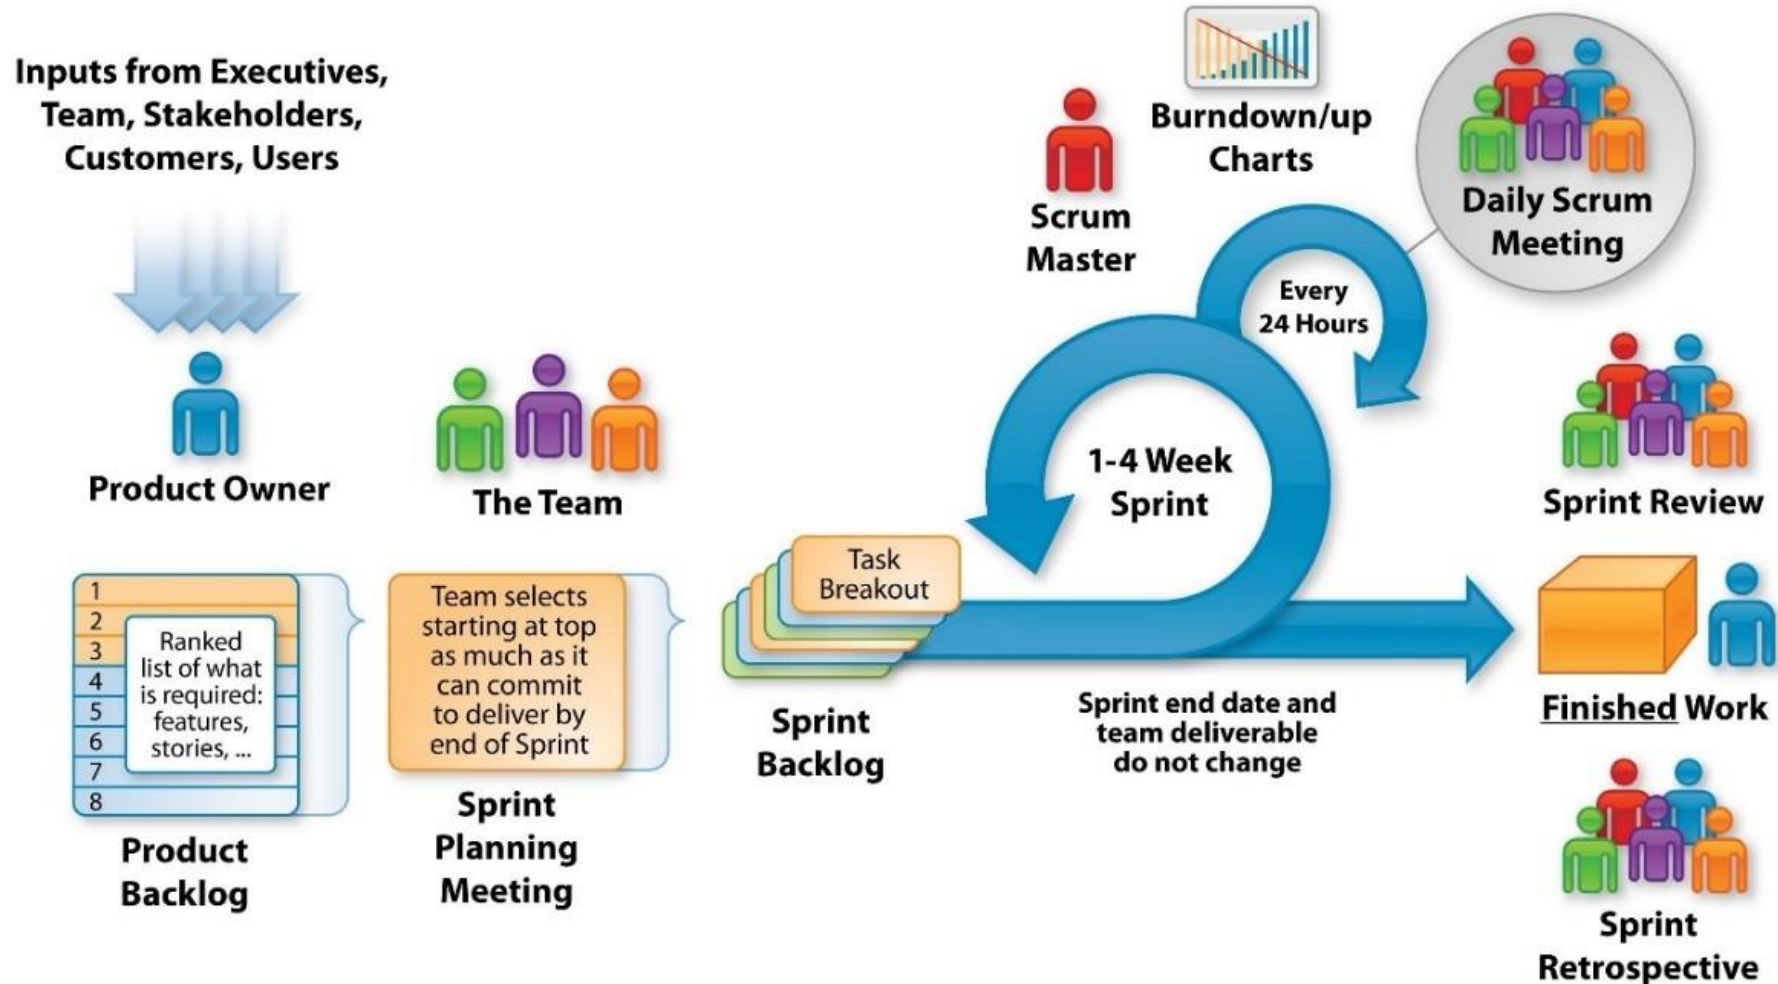 Inputs from Executives,
Team, Stakeholders,
Customers, Users
Product Owner
The Team
1
2
3
4
5
6
7
8
Ranked
list of what
is required:
features,
stories, ...
Product
Backlog
Team selects
starting at top
as much as it
can commit
to deliver by
end of Sprint
Sprint
Planning
Meeting
Task
Breakout
Sprint
Backlog
Scrum
Master
Burndown/up
Charts
Daily Scrum
Meeting
Every
24 Hours
1-4 Week
Sprint
Sprint end date and
team deliverable
do not change
Sprint Review
Finished Work
Sprint
Retrospective